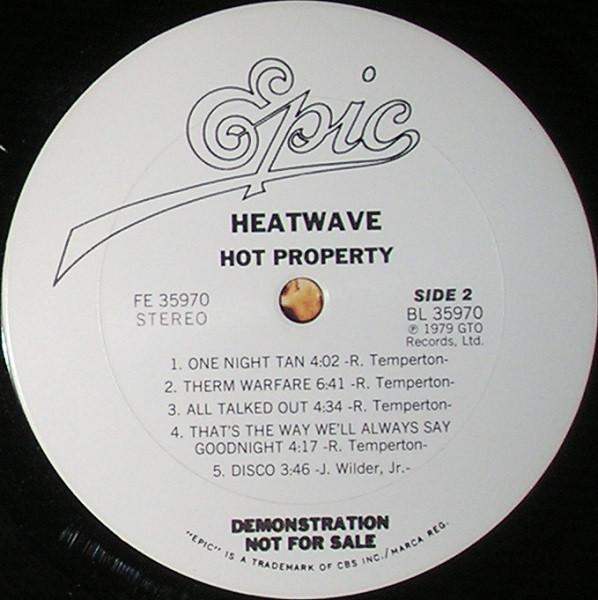 Epic
HEATWAVE
HOT PROPERTY
FE 35970
STEREO
SIDE 2
BL 35970
℗ 1979 GTO
Records, Ltd.
1. ONE NIGHT TAN 4:02 -R. Temperton-
2. THERM WARFARE 6:41 -R. Temperton-
3. ALL TALKED OUT 4:34 -R. Temperton-
4. THAT'S THE WAY WE'LL ALWAYS SAY
GOODNIGHT 4:17 -R. Temperton-
5. DISCO 3:46 -J. Wilder, Jr.-
DEMONSTRATION
NOT FOR SALE
"EPIC" IS A TRADEMARK OF CBS INC./MARCA REG.